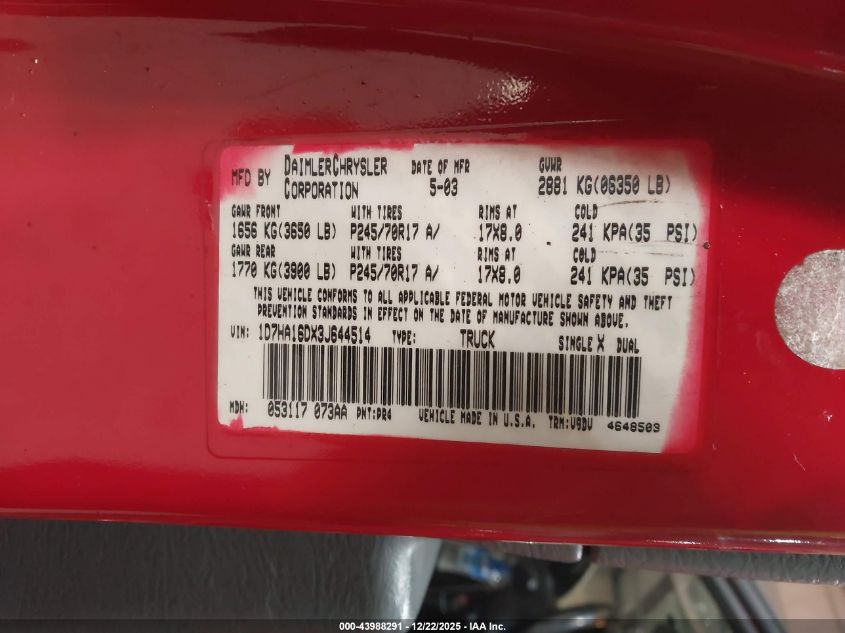 MFD BY DAIMLERCHRYSLER CORPORATION DATE OF MFR 5-03 GVWR 2881 KG(06350 LB)
GAWR FRONT WITH TIRES RIMS AT COLD
1656 KG(3650 LB) P245/70R17 A/ 17X8.0 241 KPA(35 PSI)
GAWR REAR WITH TIRES RIMS AT COLD
1770 KG(3900 LB) P245/70R17 A/ 17X8.0 241 KPA(35 PSI)
THIS VEHICLE CONFORMS TO ALL APPLICABLE FEDERAL MOTOR VEHICLE SAFETY AND THEFT
PREVENTION STANDARDS IN EFFECT ON THE DATE OF MANUFACTURE SHOWN ABOVE.
VIN: 1D7HA16DX3J644514 TYPE: TRUCK SINGLE X DUAL
MDH: 053117 073AA PNT:PR4 VEHICLE MADE IN U.S.A. TRM:V9DV 4648503
000-43988291 - 12/22/2025 - IAA, Inc.